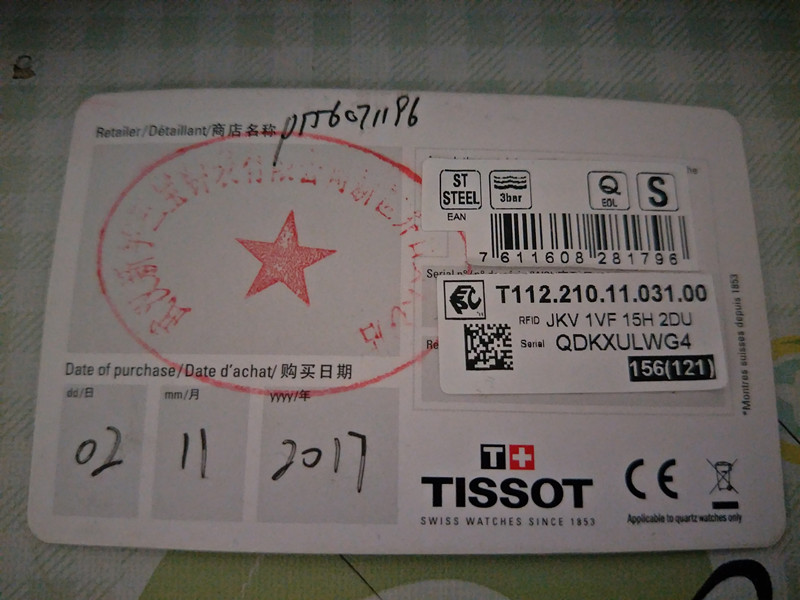 Retailer/Détaillant/商店名称
p156071196
ST
STEEL
3bar
Q
EOL
S
EAN
7 611608 281796
T112.210.11.031.00
RFID JKV 1VF 15H 2DU
Serial QDKXULWG4
156(121)
Date of purchase/Date d'achat/购买日期
dd/日
mm/月
yyyy/年
02
11
2017
T+
TISSOT
SWISS WATCHES SINCE 1853
CE
Applicable to quartz watches only
*Montres suisses depuis 1853